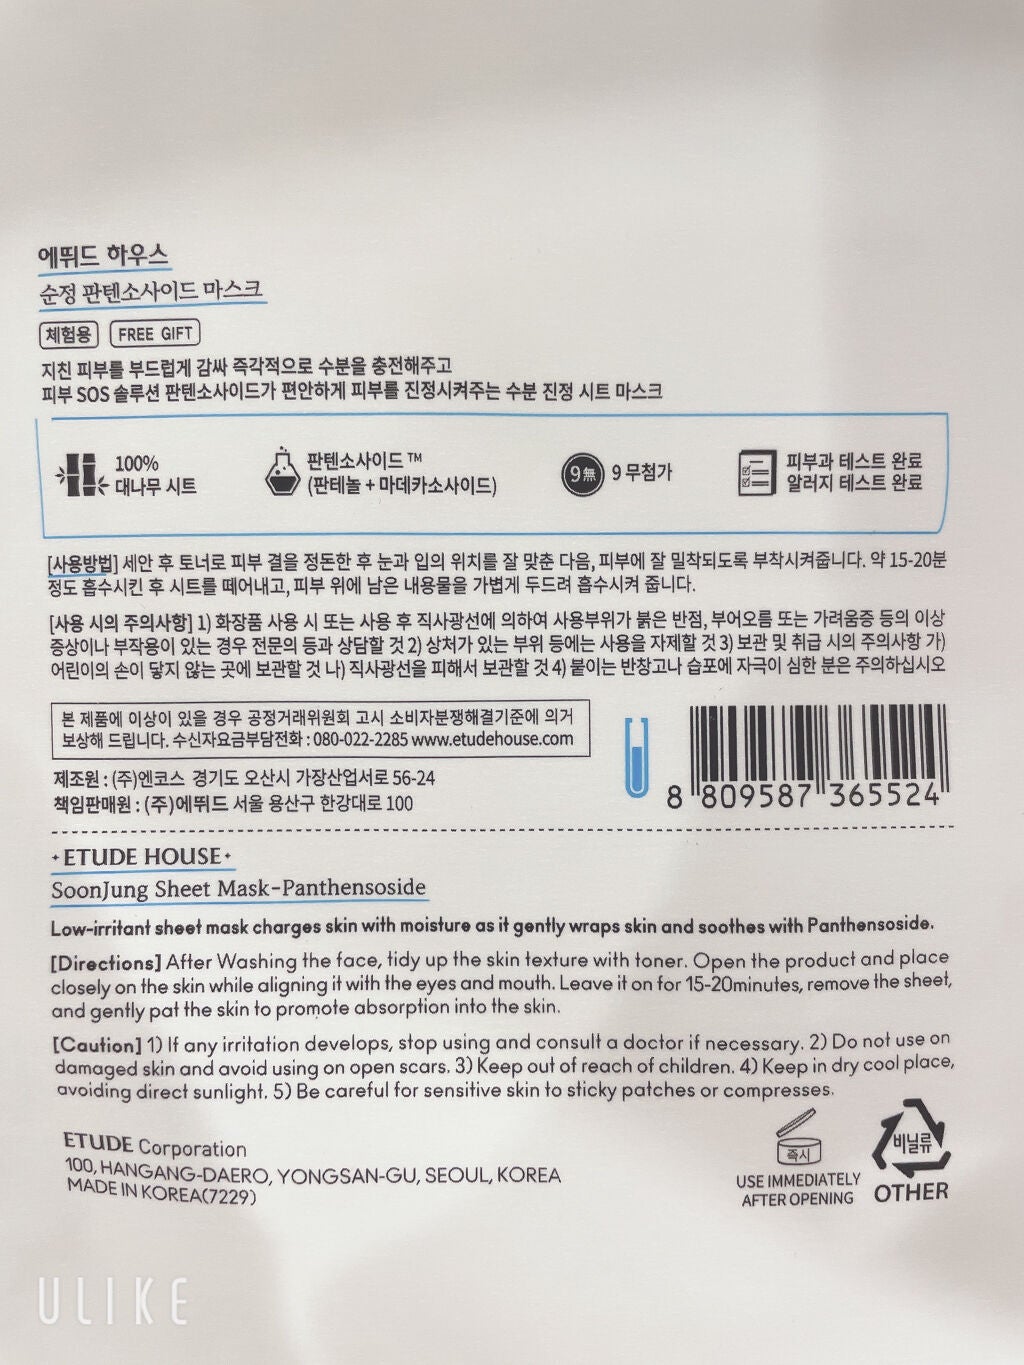 에뛰드 하우스
순정 판텐소사이드 마스크
체험용 FREE GIFT
지친 피부를 부드럽게 감싸 즉각적으로 수분을 충전해주고
피부 SOS 솔루션 판텐소사이드가 편안하게 피부를 진정시켜주는 수분 진정 시트 마스크
100%
대나무 시트
판텐소사이드™
(판테놀 + 마데카소사이드)
9無 9 무첨가
피부과 테스트 완료
알러지 테스트 완료
[사용방법] 세안 후 토너로 피부 결을 정돈한 후 눈과 입의 위치를 잘 맞춘 다음, 피부에 잘 밀착되도록 부착시켜줍니다. 약 15-20분
정도 흡수시킨 후 시트를 떼어내고, 피부 위에 남은 내용물을 가볍게 두드려 흡수시켜 줍니다.
[사용 시의 주의사항] 1) 화장품 사용 시 또는 사용 후 직사광선에 의하여 사용부위가 붉은 반점, 부어오름 또는 가려움증 등의 이상
증상이나 부작용이 있는 경우 전문의 등과 상담할 것 2) 상처가 있는 부위 등에는 사용을 자제할 것 3) 보관 및 취급 시의 주의사항 가)
어린이의 손이 닿지 않는 곳에 보관할 것 나) 직사광선을 피해서 보관할 것 4) 붙이는 반창고나 습포에 자극이 심한 분은 주의하십시오
본 제품에 이상이 있을 경우 공정거래위원회 고시 소비자분쟁해결기준에 의거
보상해 드립니다. 수신자요금부담전화 : 080-022-2285 www.etudehouse.com
제조원 : (주)엔코스 경기도 오산시 가장산업서로 56-24
책임판매원 : (주)에뛰드 서울 용산구 한강대로 100
8 809587 365524
ETUDE HOUSE
SoonJung Sheet Mask-Panthensoside
Low-irritant sheet mask charges skin with moisture as it gently wraps skin and soothes with Panthensoside.
[Directions] After Washing the face, tidy up the skin texture with toner. Open the product and place
closely on the skin while aligning it with the eyes and mouth. Leave it on for 15-20minutes, remove the sheet,
and gently pat the skin to promote absorption into the skin.
[Caution] 1) If any irritation develops, stop using and consult a doctor if necessary. 2) Do not use on
damaged skin and avoid using on open scars. 3) Keep out of reach of children. 4) Keep in dry cool place,
avoiding direct sunlight. 5) Be careful for sensitive skin to sticky patches or compresses.
ETUDE Corporation
100, HANGANG-DAERO, YONGSAN-GU, SEOUL, KOREA
MADE IN KOREA(7229)
즉시
USE IMMEDIATELY
AFTER OPENING
비닐류
OTHER
ULIKE